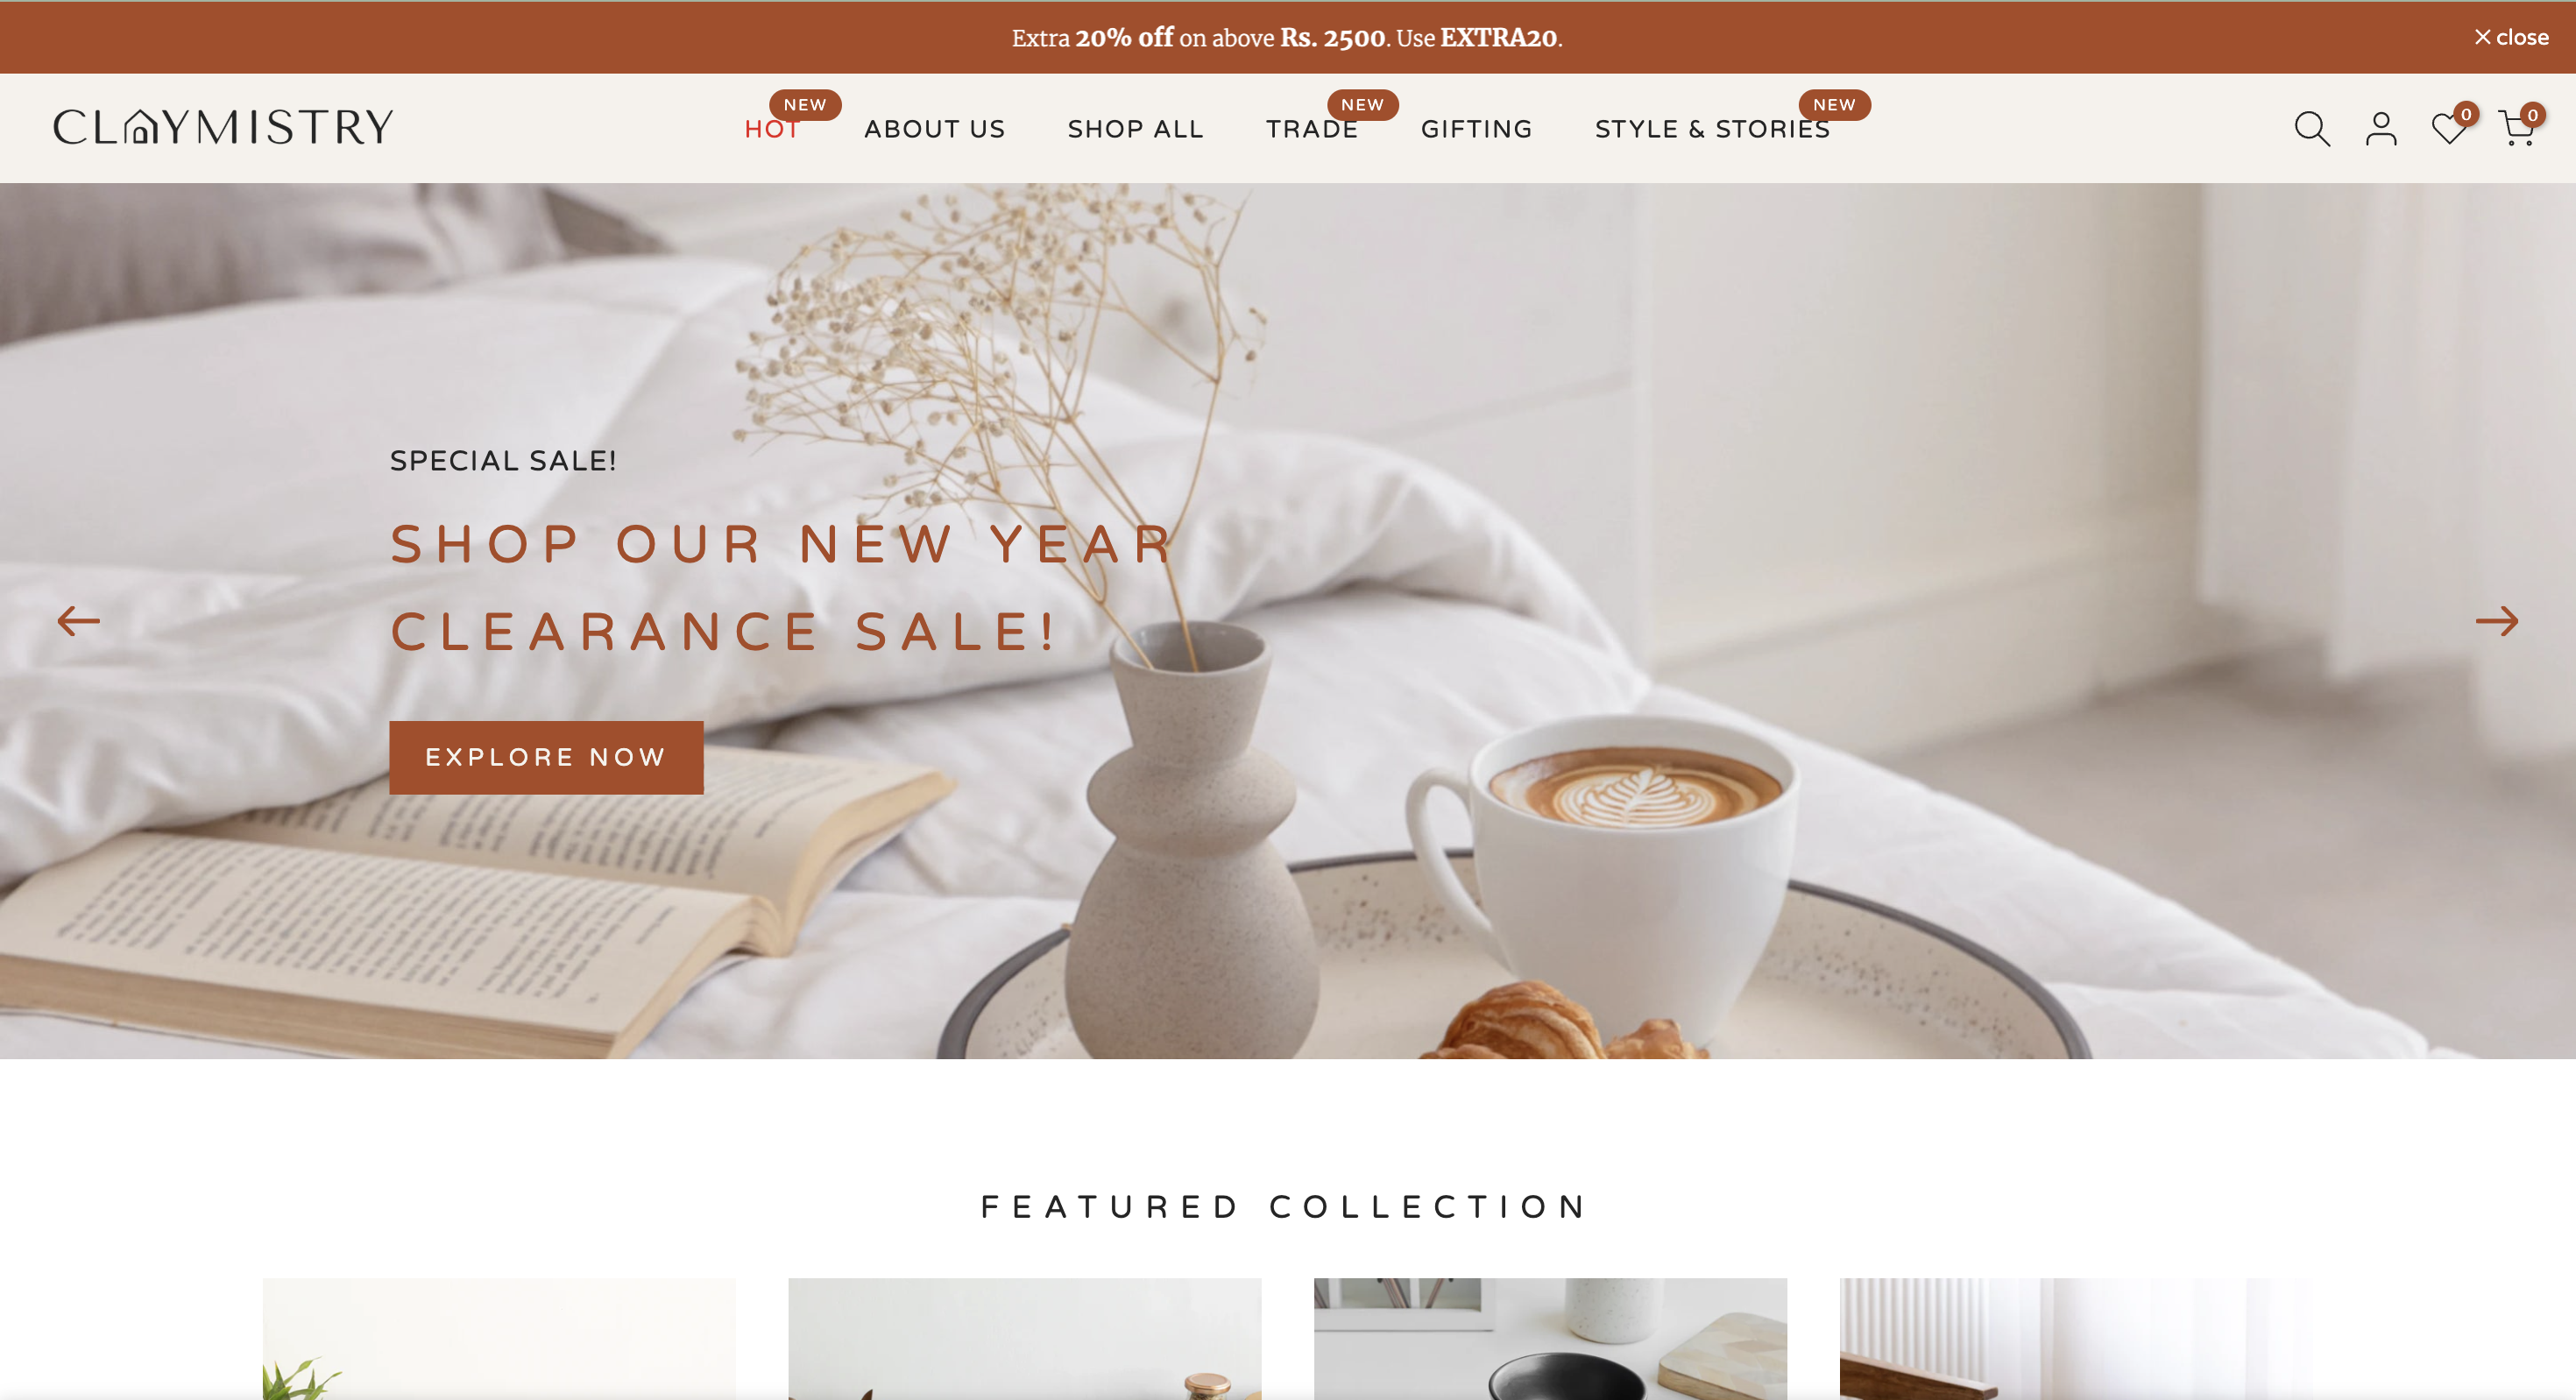 Extra 20% off on above Rs. 2500. Use EXTRA20.
close
CLAYMISTRY
NEW
HOT
ABOUT US
SHOP ALL
NEW
TRADE
GIFTING
NEW
STYLE & STORIES
0
0
SPECIAL SALE!
SHOP OUR NEW YEAR
CLEARANCE SALE!
EXPLORE NOW
FEATURED COLLECTION